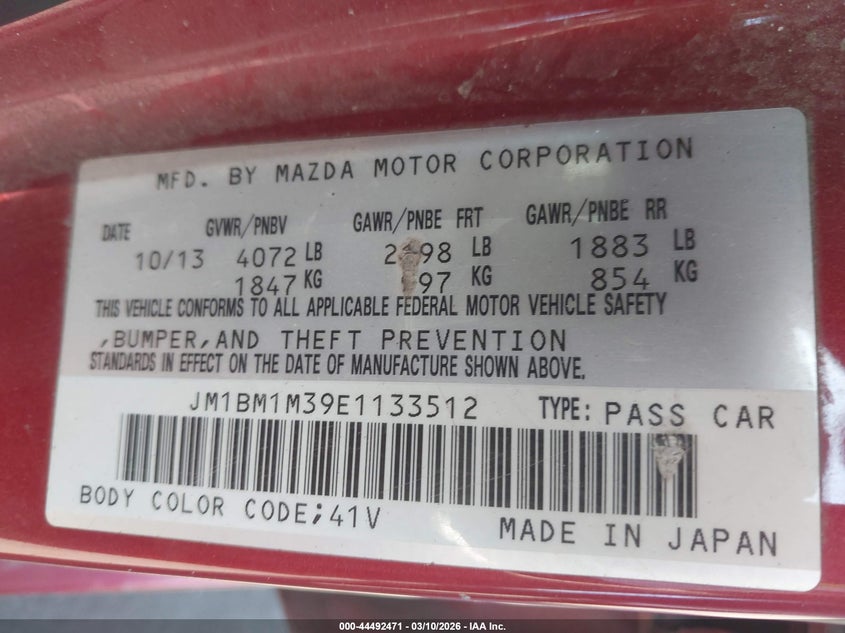 MFD. BY MAZDA MOTOR CORPORATION
DATE GVWR/PNBV GAWR/PNBE FRT GAWR/PNBE RR
10/13 4072 LB LB 1883 LB
1847 KG KG 854 KG
THIS VEHICLE CONFORMS TO ALL APPLICABLE FEDERAL MOTOR VEHICLE SAFETY
,BUMPER,AND THEFT PREVENTION
STANDARDS IN EFFECT ON THE DATE OF MANUFACTURE SHOWN ABOVE.
JM1BM1M39E1133512 TYPE: PASS CAR
BODY COLOR CODE;41V
MADE IN JAPAN
000-44492471 | 03/10/2026 | IAA Inc.